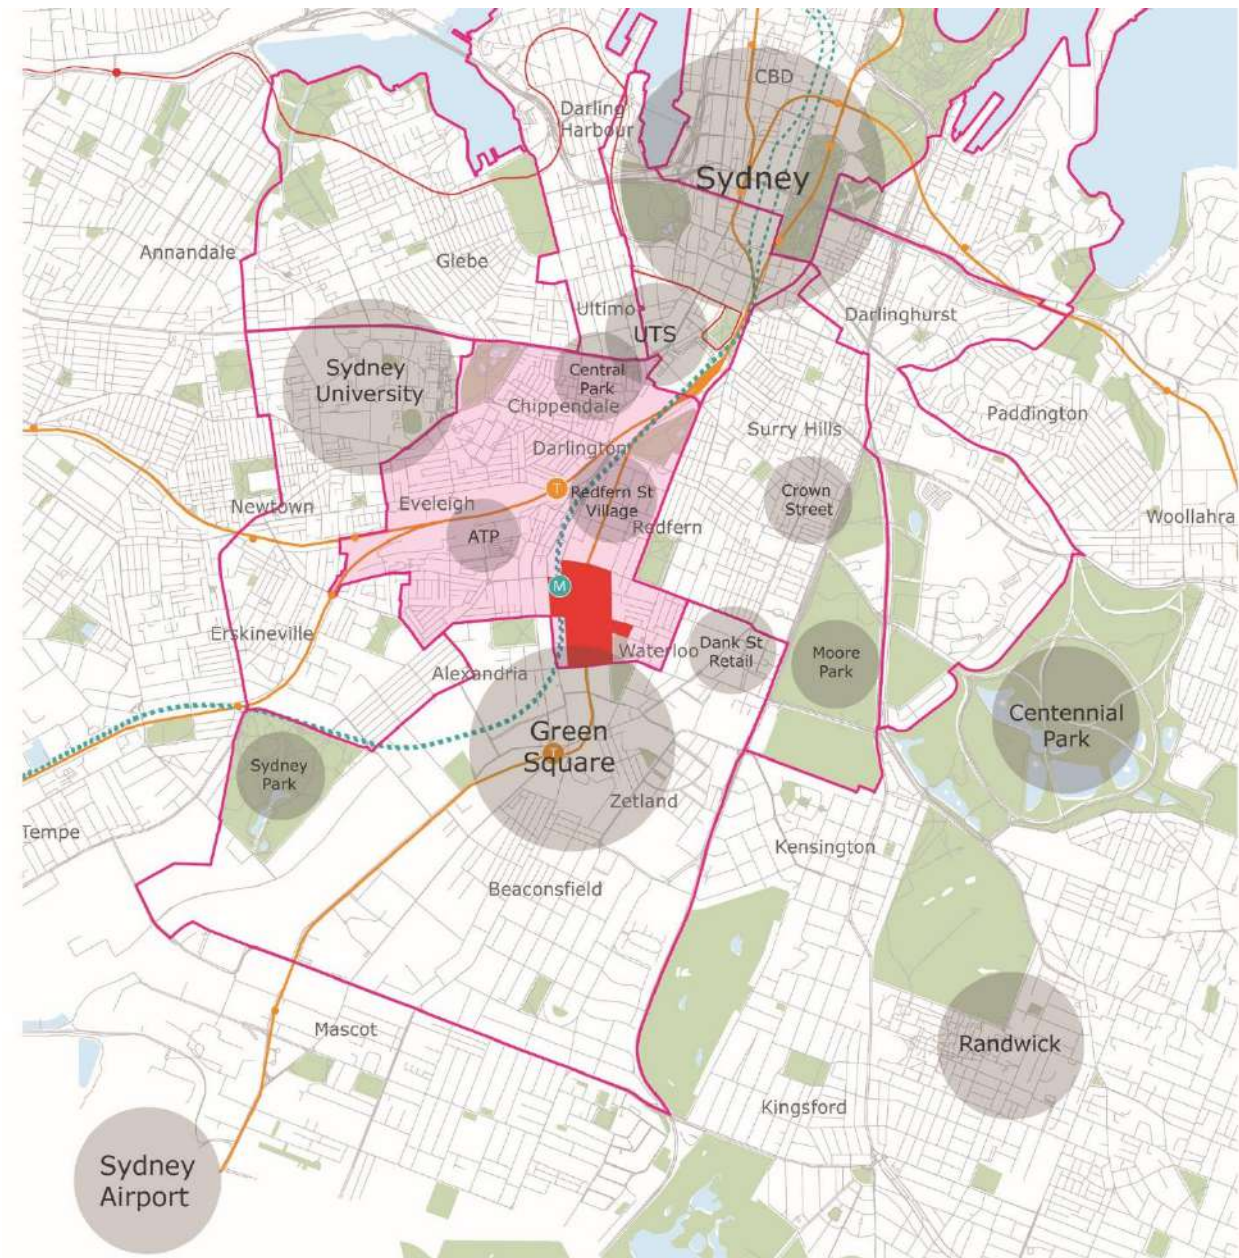 CBD
Darling
Harbour
Sydney
Annandale
Glebe
Ultimo
UTS
Darlinghurst
Sydney
University
Central
Park
Chippendale
Paddington
Surry Hills
Darlington
T
Redfern St
Village
Crown
Street
Newtown
Eveleigh
Woollahra
ATP
Redfern
M
Erskineville
Waterloo
Dank St
Retail
Moore
Park
Alexandria
Centennial
Park
Green
Square
T
Sydney
Park
Zetland
Tempe
Kensington
Beaconsfield
Mascot
Randwick
Kingsford
Sydney
Airport